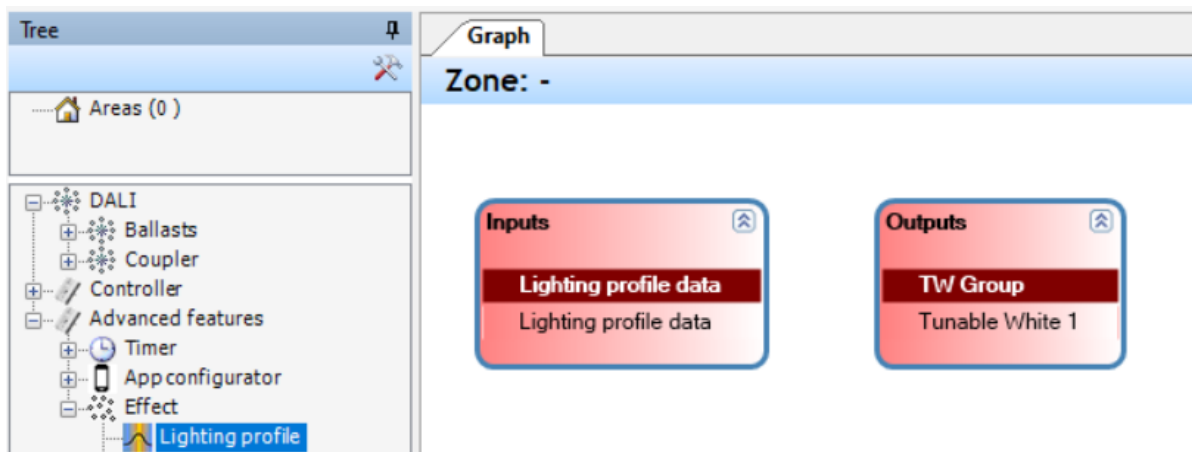 Tree
Areas (0 )
DALI
Ballasts
Coupler
Controller
Advanced features
Timer
App configurator
Effect
Lighting profile
Graph
Zone: -
Inputs
Lighting profile data
Lighting profile data
Outputs
TW Group
Tunable White 1